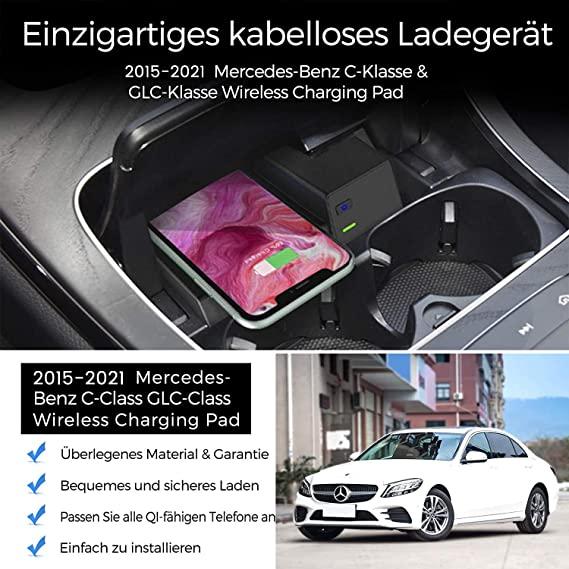 Einzigartiges kabelloses Ladegerät
2015-2021 Mercedes-Benz C-Klasse &
GLC-Klasse Wireless Charging Pad
2015-2021 Mercedes-
Benz C-Class GLC-Class
Wireless Charging Pad
Überlegenes Material & Garantie
Bequemes und sicheres Laden
Passen Sie alle QI-fähigen Telefone an
Einfach zu installieren